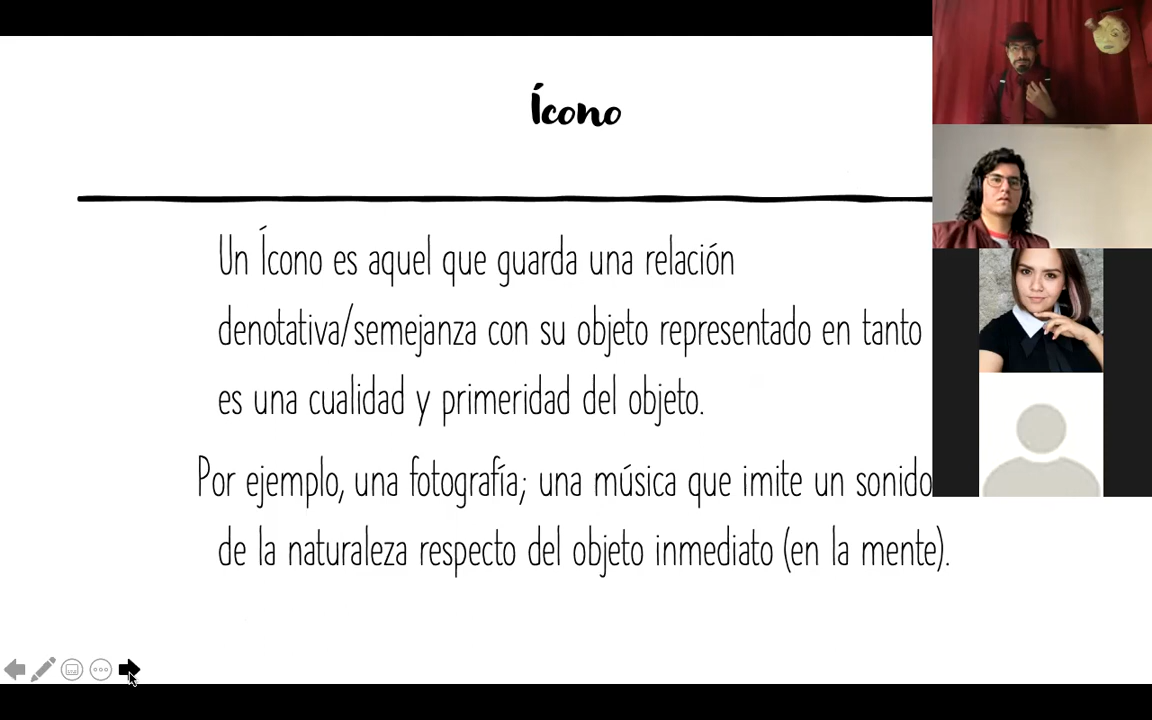 Ícono
Un Ícono es aquel que guarda una relación
denotativa/semejanza con su objeto representado en tanto
es una cualidad y primeridad del objeto.
Por ejemplo, una fotografía; una música que imite un sonido
de la naturaleza respecto del objeto inmediato (en la mente).